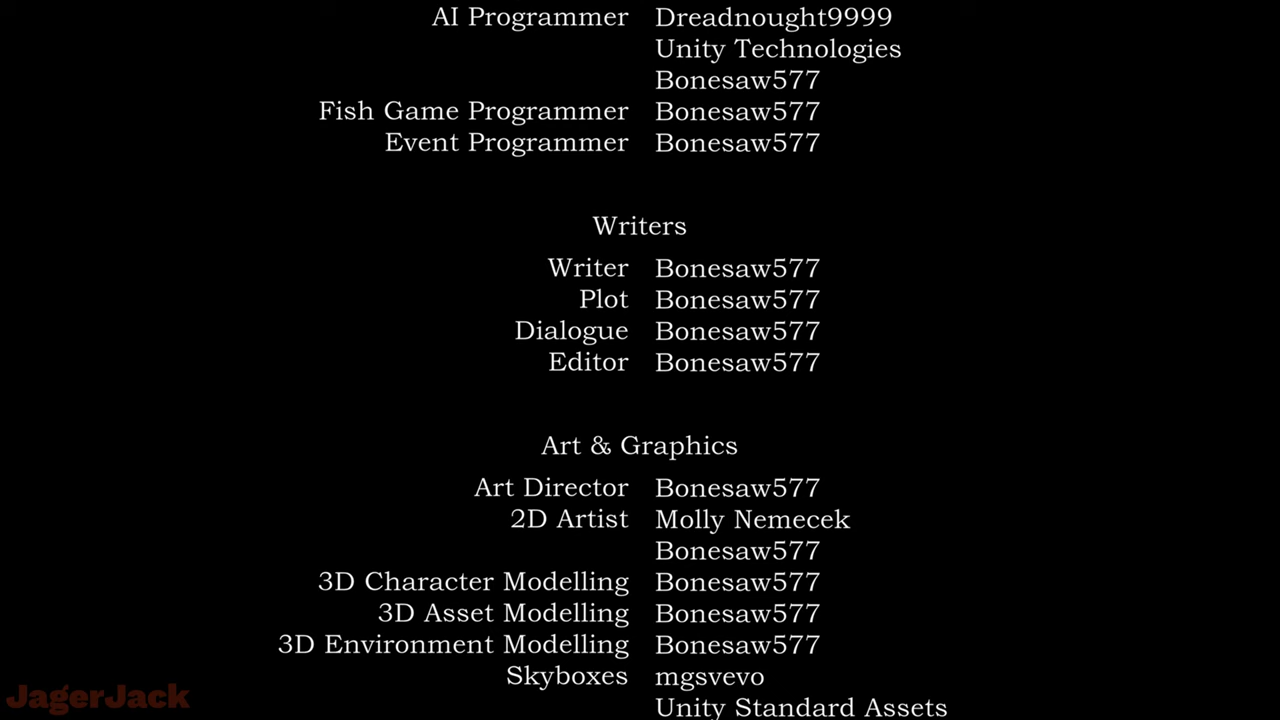 AI Programmer Dreadnought9999
Unity Technologies
Bonesaw577
Fish Game Programmer Bonesaw577
Event Programmer Bonesaw577
Writers
Writer Bonesaw577
Plot Bonesaw577
Dialogue Bonesaw577
Editor Bonesaw577
Art & Graphics
Art Director Bonesaw577
2D Artist Molly Nemecek
Bonesaw577
3D Character Modelling Bonesaw577
3D Asset Modelling Bonesaw577
3D Environment Modelling Bonesaw577
Skyboxes mgsvevo
Unity Standard Assets
JagerJack